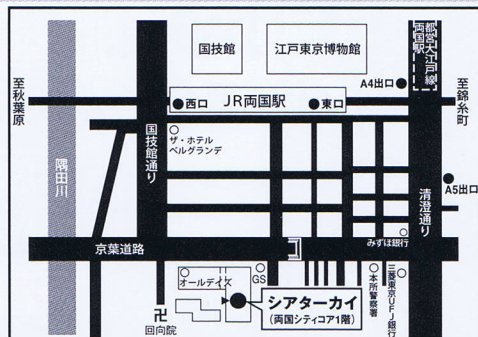 国技館
江戸東京博物館
都営大江戸線
両国駅
A4出口
至秋葉原
西口
JR両国駅
東口
至錦糸町
ザ・ホテル
ベルグランデ
国技館通り
隅田川
A5出口
清澄通り
みずほ銀行
京葉道路
オールデイズ
GS
シアターカイ
(両国シティコア1階)
本所警察署
三菱東京UFJ銀行
卍
回向院